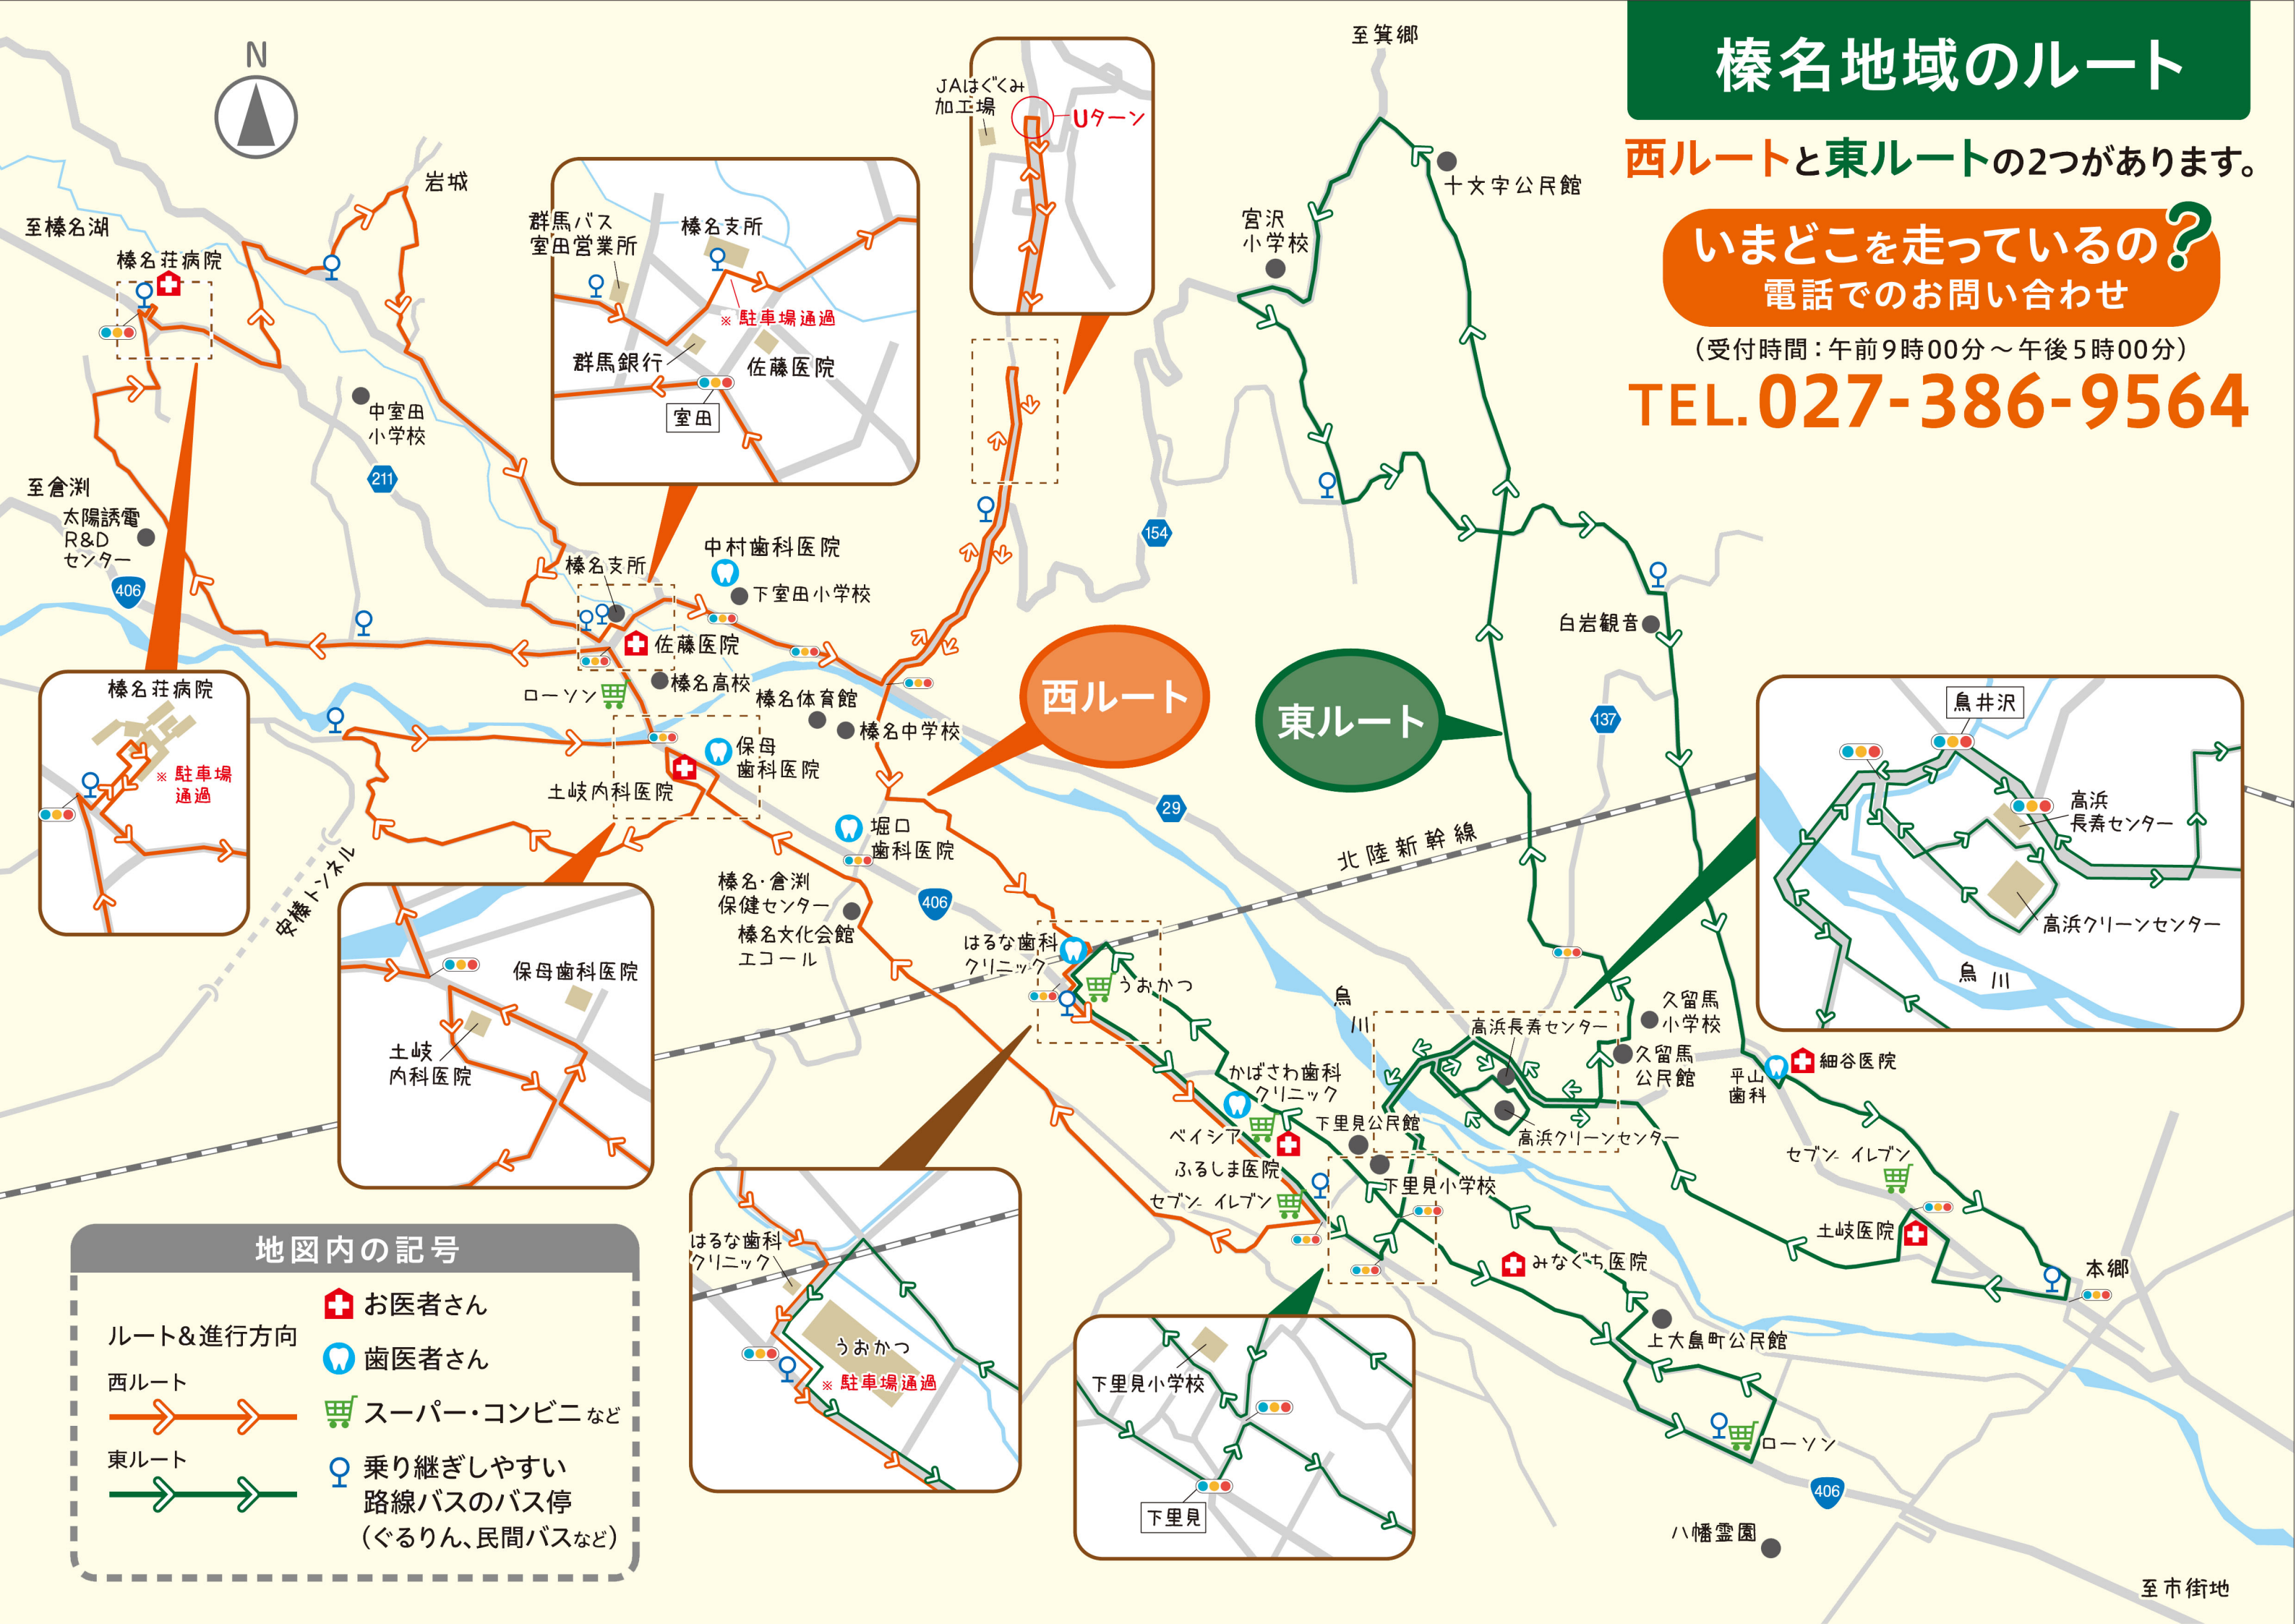 榛名地域のルート
西ルートと東ルートの2つがあります。
いまどこを走っているの?
電話でのお問い合わせ
（受付時間：午前9時00分～午後5時00分）
TEL. 027-386-9564
N
至箕郷
十文字公民館
宮沢
小学校
JAはぐくみ
加工場
Uターン
岩城
至榛名湖
榛名荘病院
群馬バス
室田営業所
榛名支所
※ 駐車場通過
群馬銀行
佐藤医院
室田
中室田
小学校
211
至倉渕
太陽誘電
R&D
センター
406
154
榛名支所
中村歯科医院
下室田小学校
佐藤医院
榛名高校
ローソン
榛名体育館
榛名中学校
保母
歯科医院
土岐内科医院
西ルート
東ルート
白岩観音
137
29
北陸新幹線
鳥井沢
高浜
長寿センター
高浜クリーンセンター
烏川
榛名荘病院
※ 駐車場
通過
安榛トンネル
堀口
歯科医院
榛名・倉渕
保健センター
榛名文化会館
エコール
406
はるな歯科
クリニック
うおかつ
保母歯科医院
土岐
内科医院
烏川
高浜長寿センター
久留馬
小学校
久留馬
公民館
高浜クリーンセンター
平山
歯科
細谷医院
かばさわ歯科
クリニック
ベイシア
ふるしま医院
セブン-イレブン
下里見公民館
下里見小学校
セブン-イレブン
土岐医院
本郷
みなぐち医院
上大島町公民館
ローソン
406
八幡霊園
至市街地
はるな歯科
クリニック
うおかつ
※ 駐車場通過
下里見小学校
下里見
地図内の記号
ルート&進行方向
西ルート
東ルート
お医者さん
歯医者さん
スーパー・コンビニなど
乗り継ぎしやすい
路線バスのバス停
（ぐるりん、民間バスなど）